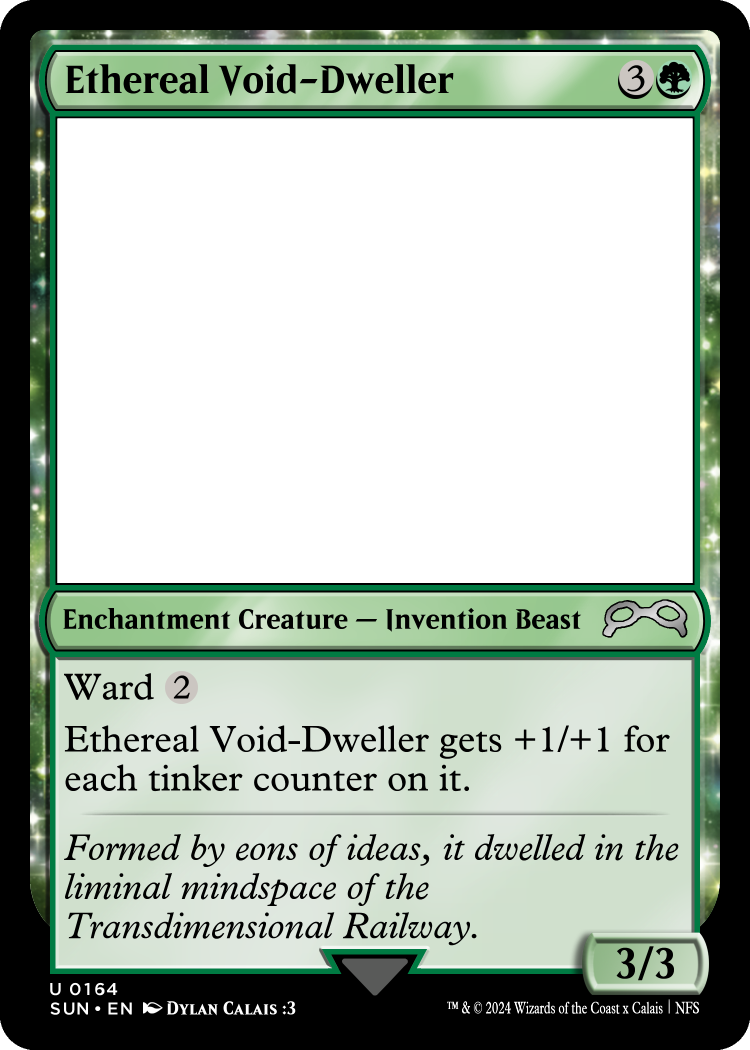 Ethereal Void-Dweller 3
Enchantment Creature — Invention Beast
Ward 2
Ethereal Void-Dweller gets +1/+1 for
each tinker counter on it.
Formed by eons of ideas, it dwelled in the
liminal mindspace of the
Transdimensional Railway.
3/3
U 0164
SUN • EN Dylan Calais :3
™ & © 2024 Wizards of the Coast x Calais | NFS